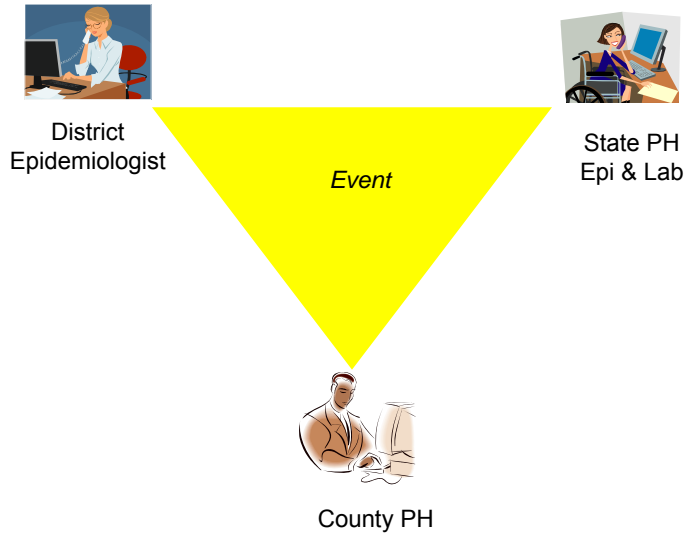 District
Epidemiologist
State PH
Epi & Lab
Event
County PH